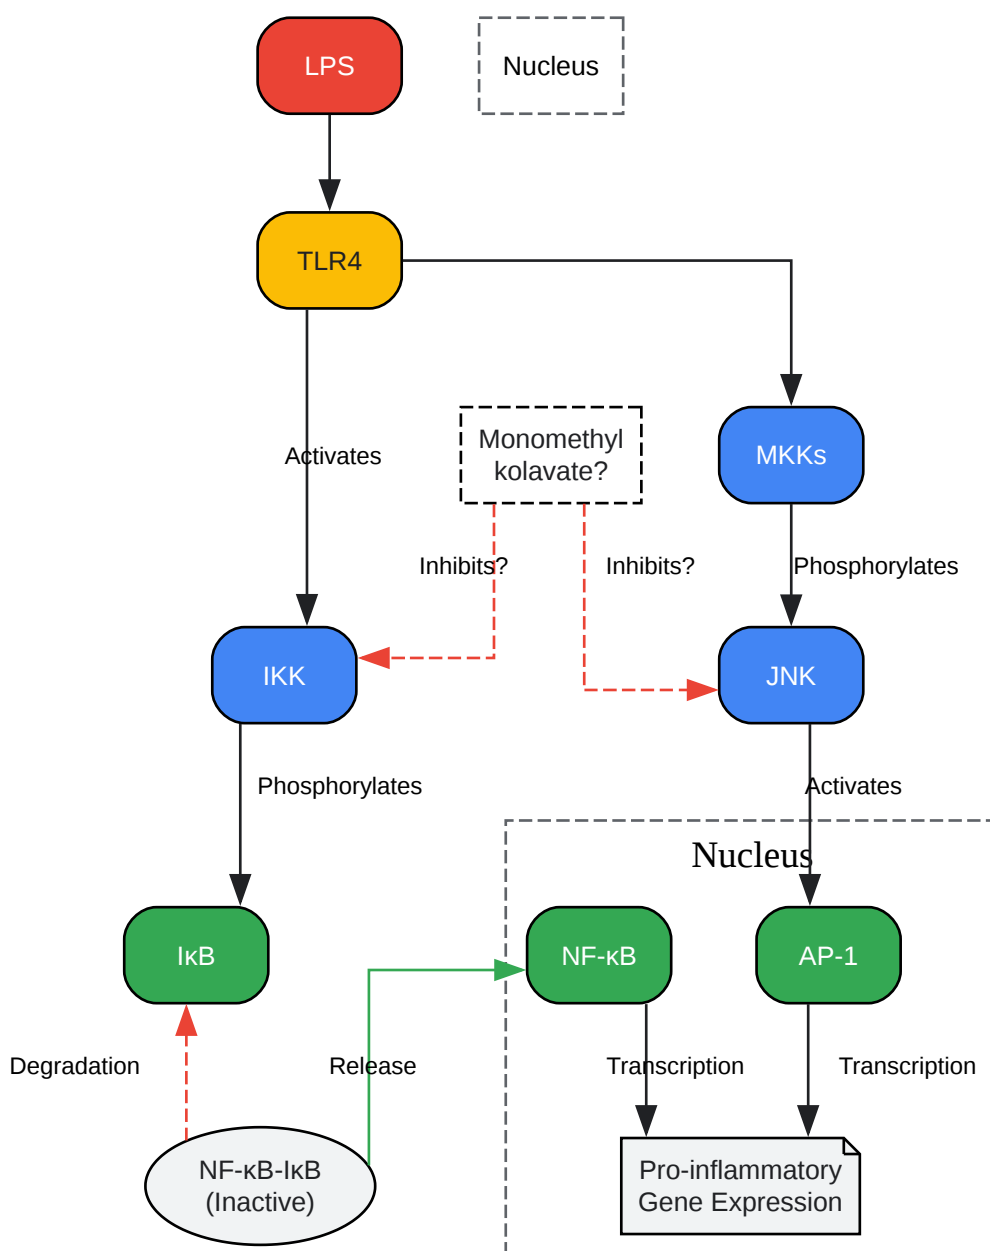 LPS
Nucleus
TLR4
Activates
Monomethyl
kolavate?
MKKs
Inhibits?
Inhibits?
Phosphorylates
IKK
JNK
Phosphorylates
Activates
Nucleus
IκB
NF-κB
AP-1
Degradation
Release
Transcription
Transcription
NF-κB-IκB
(Inactive)
Pro-inflammatory
Gene Expression